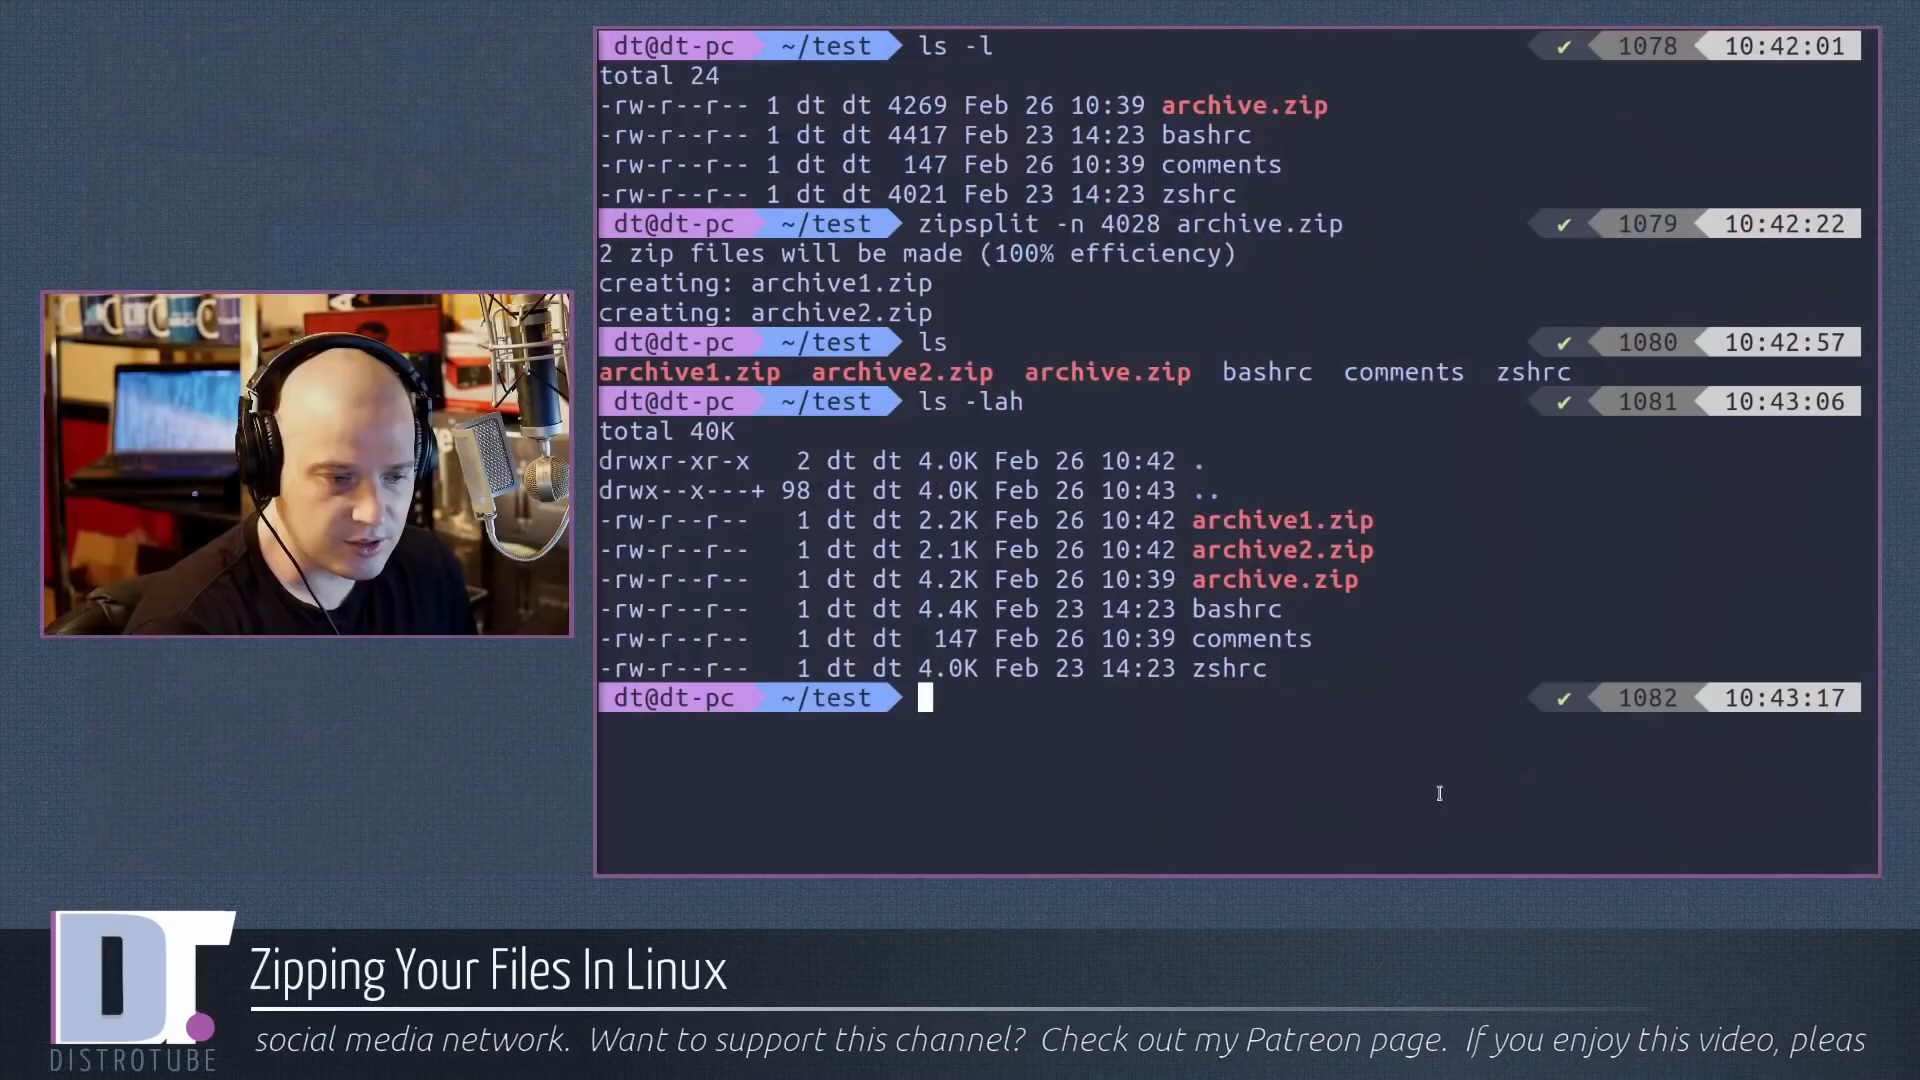 dt@dt-pc ~/test ls -l ✔ 1078 10:42:01
total 24
-rw-r--r-- 1 dt dt 4269 Feb 26 10:39 archive.zip
-rw-r--r-- 1 dt dt 4417 Feb 23 14:23 bashrc
-rw-r--r-- 1 dt dt  147 Feb 26 10:39 comments
-rw-r--r-- 1 dt dt 4021 Feb 23 14:23 zshrc
dt@dt-pc ~/test zipsplit -n 4028 archive.zip ✔ 1079 10:42:22
2 zip files will be made (100% efficiency)
creating: archive1.zip
creating: archive2.zip
dt@dt-pc ~/test ls ✔ 1080 10:42:57
archive1.zip  archive2.zip  archive.zip  bashrc  comments  zshrc
dt@dt-pc ~/test ls -lah ✔ 1081 10:43:06
total 40K
drwxr-xr-x   2 dt dt 4.0K Feb 26 10:42 .
drwx--x---+ 98 dt dt 4.0K Feb 26 10:43 ..
-rw-r--r--   1 dt dt 2.2K Feb 26 10:42 archive1.zip
-rw-r--r--   1 dt dt 2.1K Feb 26 10:42 archive2.zip
-rw-r--r--   1 dt dt 4.2K Feb 26 10:39 archive.zip
-rw-r--r--   1 dt dt 4.4K Feb 23 14:23 bashrc
-rw-r--r--   1 dt dt  147 Feb 26 10:39 comments
-rw-r--r--   1 dt dt 4.0K Feb 23 14:23 zshrc
dt@dt-pc ~/test ✔ 1082 10:43:17
DT
DISTROTUBE
Zipping Your Files In Linux
social media network.  Want to support this channel?  Check out my Patreon page.  If you enjoy this video, pleas